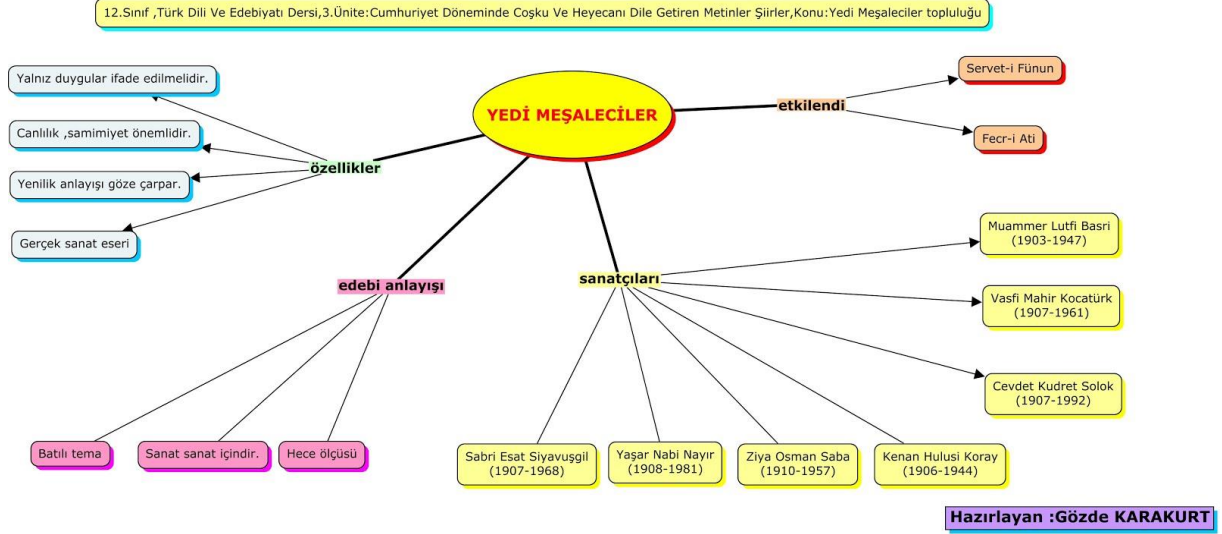 12.Sınıf ,Türk Dili Ve Edebiyatı Dersi,3.Ünite:Cumhuriyet Döneminde Coşku Ve Heyecanı Dile Getiren Metinler Şiirler,Konu:Yedi Meşaleciler topluluğu
YEDİ MEŞALECİLER
etkilendi
Servet-i Fünun
Fecr-i Ati
özellikler
Yalnız duygular ifade edilmelidir.
Canlılık ,samimiyet önemlidir.
Yenilik anlayışı göze çarpar.
Gerçek sanat eseri
edebi anlayışı
Batılı tema
Sanat sanat içindir.
Hece ölçüsü
sanatçıları
Muammer Lutfi Basri
(1903-1947)
Vasfi Mahir Kocatürk
(1907-1961)
Cevdet Kudret Solok
(1907-1992)
Sabri Esat Siyavuşgil
(1907-1968)
Yaşar Nabi Nayır
(1908-1981)
Ziya Osman Saba
(1910-1957)
Kenan Hulusi Koray
(1906-1944)
Hazırlayan :Gözde KARAKURT